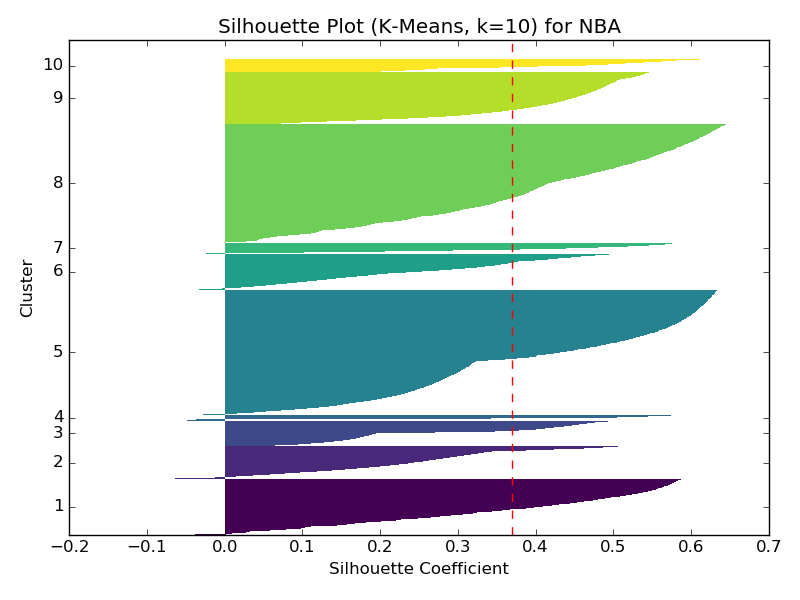 Silhouette Plot (K-Means, k=10) for NBA
10
9
8
7
6
5
4
3
2
1
Cluster
−0.2 −0.1 0.0 0.1 0.2 0.3 0.4 0.5 0.6 0.7
Silhouette Coefficient